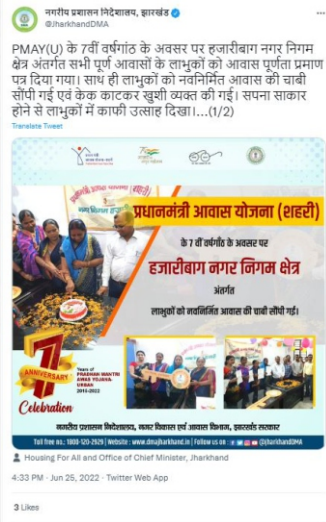 नगरीय प्रशासन निदेशालय, झारखंड
@JharkhandDMA
PMAY(U) के 7वीं वर्षगांठ के अवसर पर हजारीबाग नगर निगम
क्षेत्र अंतर्गत सभी पूर्ण आवासों के लाभुकों को आवास पूर्णता प्रमाण
पत्र दिया गया। साथ ही लाभुकों को नवनिर्मित आवास की चाबी
सौंपी गई एवं केक काटकर खुशी व्यक्त की गई। सपना साकार
होने से लाभुकों में काफी उत्साह दिखा।...(1/2)
Translate Tweet
प्रधानमंत्री आवास योजना (शहरी)
के 7 वीं वर्षगांठ के अवसर पर
हजारीबाग नगर निगम क्षेत्र
अंतर्गत
लाभुकों को नवनिर्मित आवास की चाबी सौंपी गई।
7
ANNIVERSARY
Celebration
Years of
PRADHAN MANTRI
AWAS YOJANA-
URBAN
2015-2022
नगरीय प्रशासन निदेशालय, नगर विकास एवं आवास विभाग, झारखंड सरकार
Toll free no.: 1800-120-2929 | Website : www.dmajharkhand.in | Follow us on : @JharkhandDMA
Housing For All and Office of Chief Minister, Jharkhand
4:33 PM · Jun 25, 2022 · Twitter Web App
3 Likes